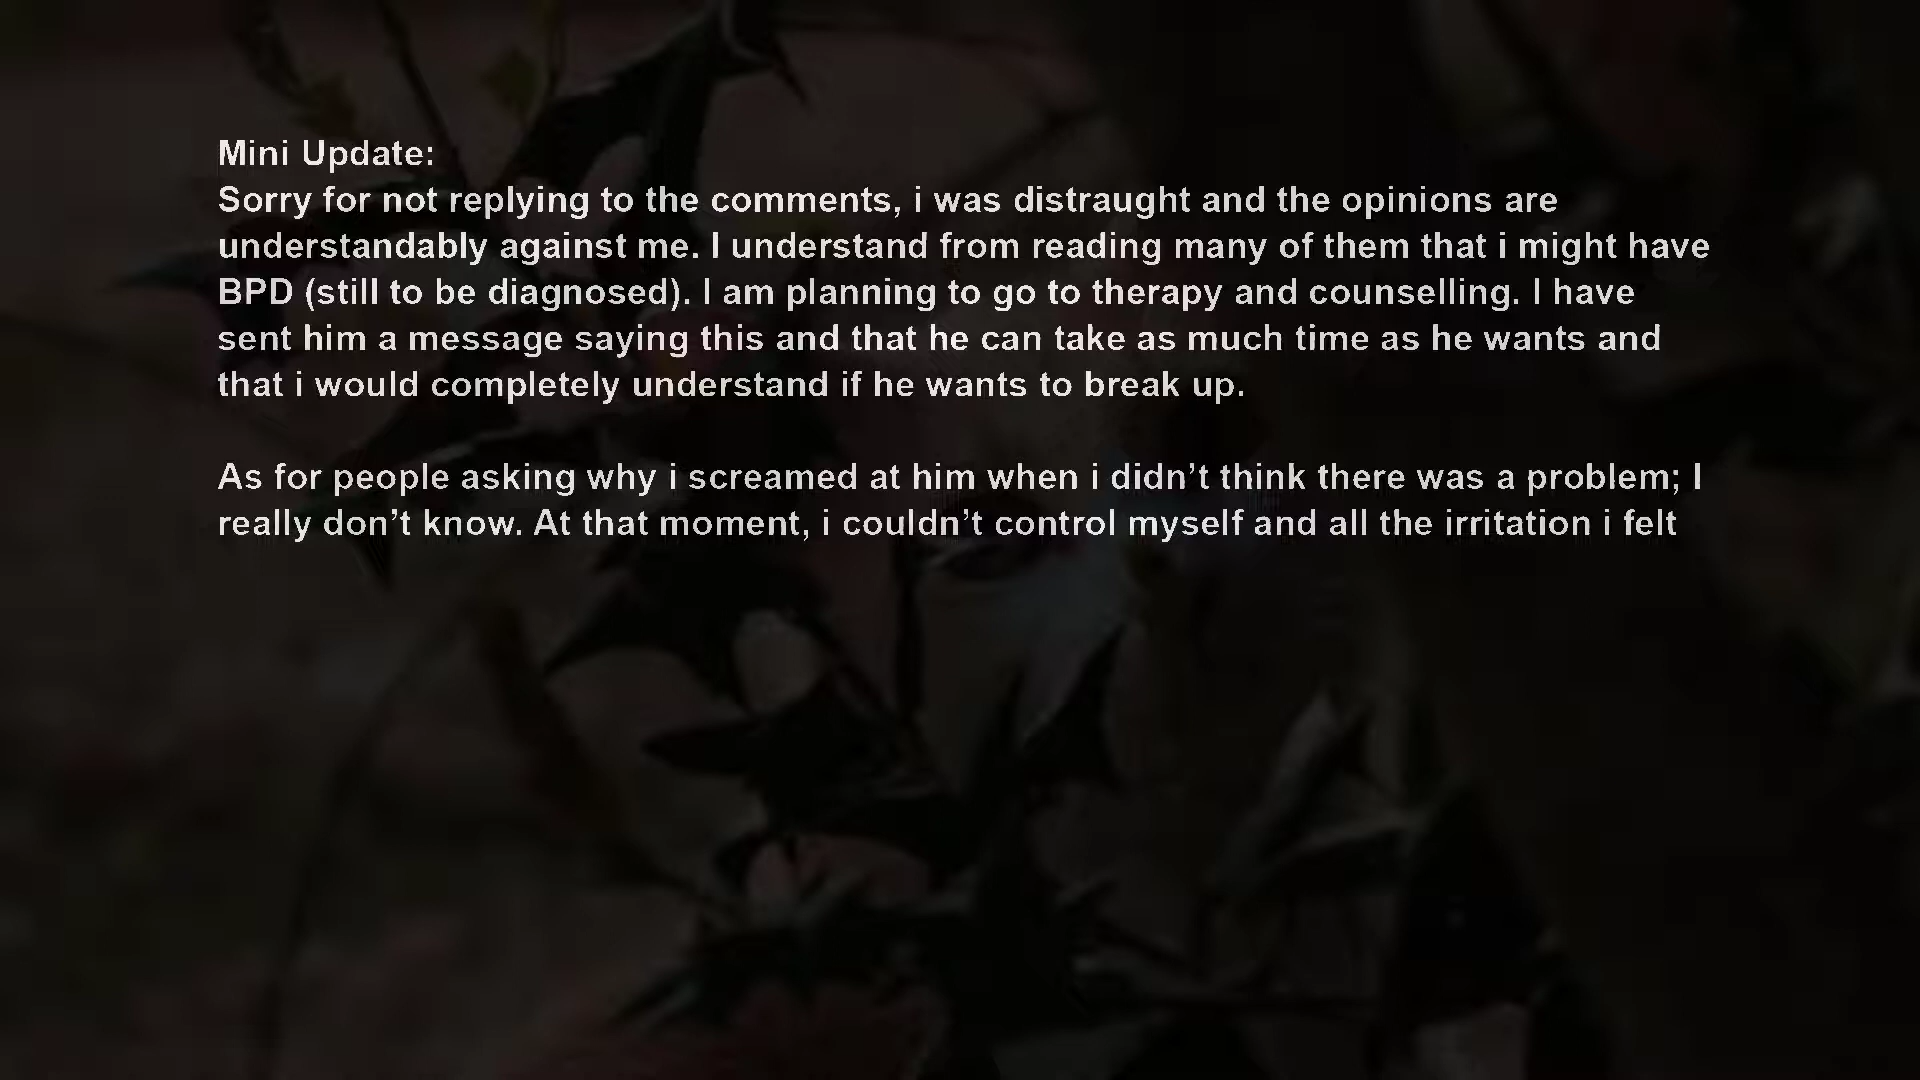 Mini Update:
Sorry for not replying to the comments, i was distraught and the opinions are
understandably against me. I understand from reading many of them that i might have
BPD (still to be diagnosed). I am planning to go to therapy and counselling. I have
sent him a message saying this and that he can take as much time as he wants and
that i would completely understand if he wants to break up.

As for people asking why i screamed at him when i didn’t think there was a problem; I
really don’t know. At that moment, i couldn’t control myself and all the irritation i felt